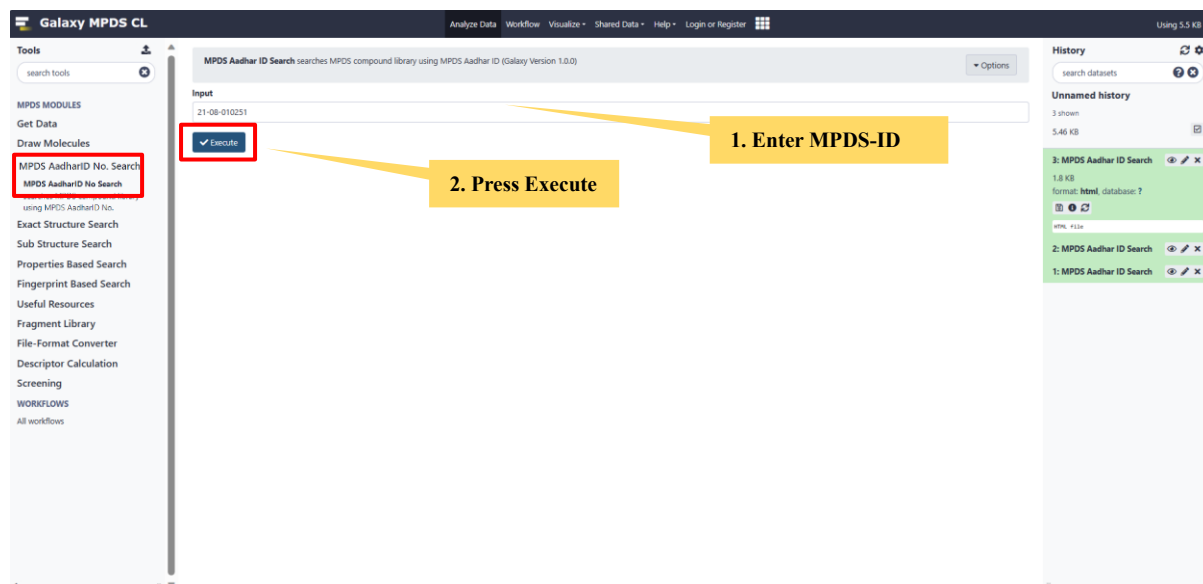 Galaxy MPDS CL
Analyze Data Workflow Visualize Shared Data Help Login or Register
Using 5.5 KB
Tools
search tools
MPDS MODULES
Get Data
Draw Molecules
MPDS AadharID No. Search
MPDS AadharID No Search
searches MPDS compound library
using MPDS AadharID No.
Exact Structure Search
Sub Structure Search
Properties Based Search
Fingerprint Based Search
Useful Resources
Fragment Library
File-Format Converter
Descriptor Calculation
Screening
WORKFLOWS
All workflows
MPDS Aadhar ID Search searches MPDS compound library using MPDS Aadhar ID (Galaxy Version 1.0.0)
Options
Input
21-08-010251
Execute
1. Enter MPDS-ID
2. Press Execute
History
search datasets
Unnamed history
3 shown
5.46 KB
3: MPDS Aadhar ID Search
1.8 KB
format: html, database: ?
HTML file
2: MPDS Aadhar ID Search
1: MPDS Aadhar ID Search